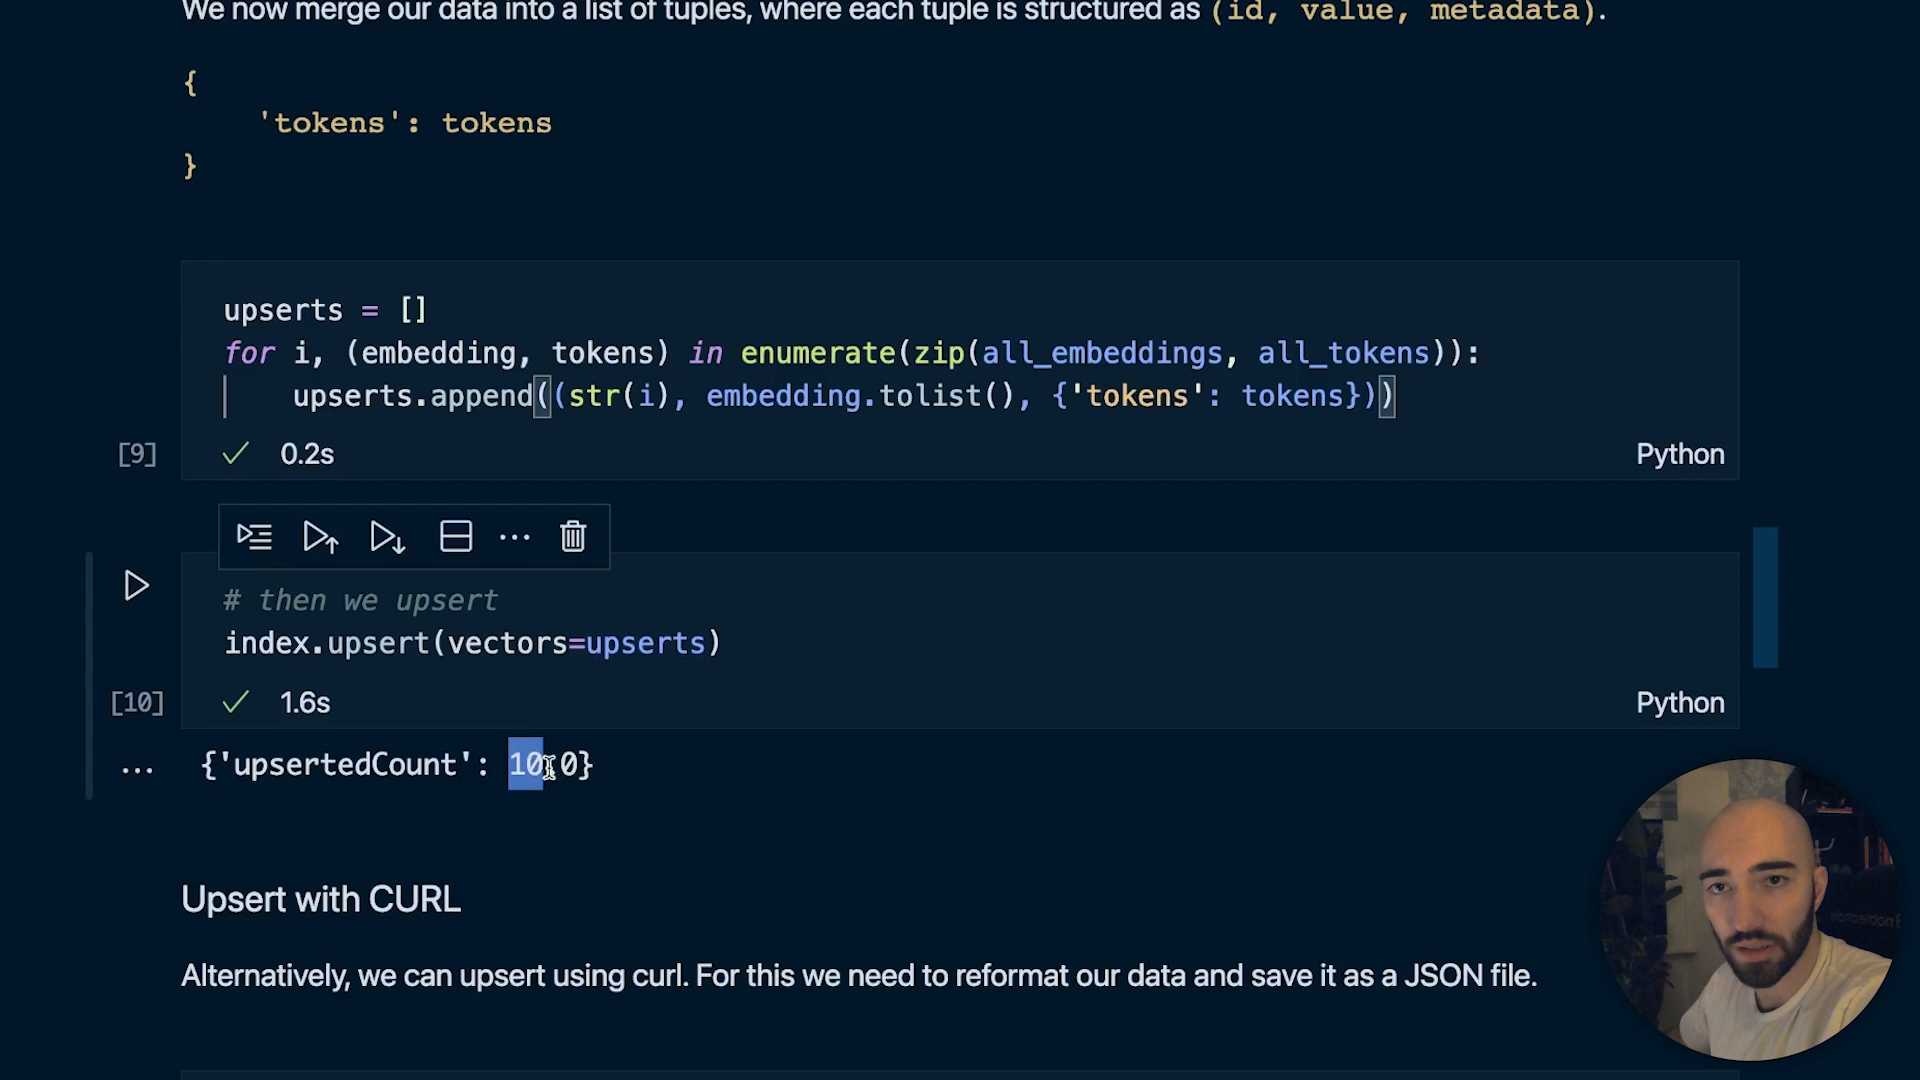 We now merge our data into a list of tuples, where each tuple is structured as (id, value, metadata).
{
'tokens': tokens
}
upserts = []
for i, (embedding, tokens) in enumerate(zip(all_embeddings, all_tokens)):
upserts.append((str(i), embedding.tolist(), {'tokens': tokens}))
[9] 0.2s Python
# then we upsert
index.upsert(vectors=upserts)
[10] 1.6s Python
... {'upsertedCount': 10.0}
Upsert with CURL
Alternatively, we can upsert using curl. For this we need to reformat our data and save it as a JSON file.